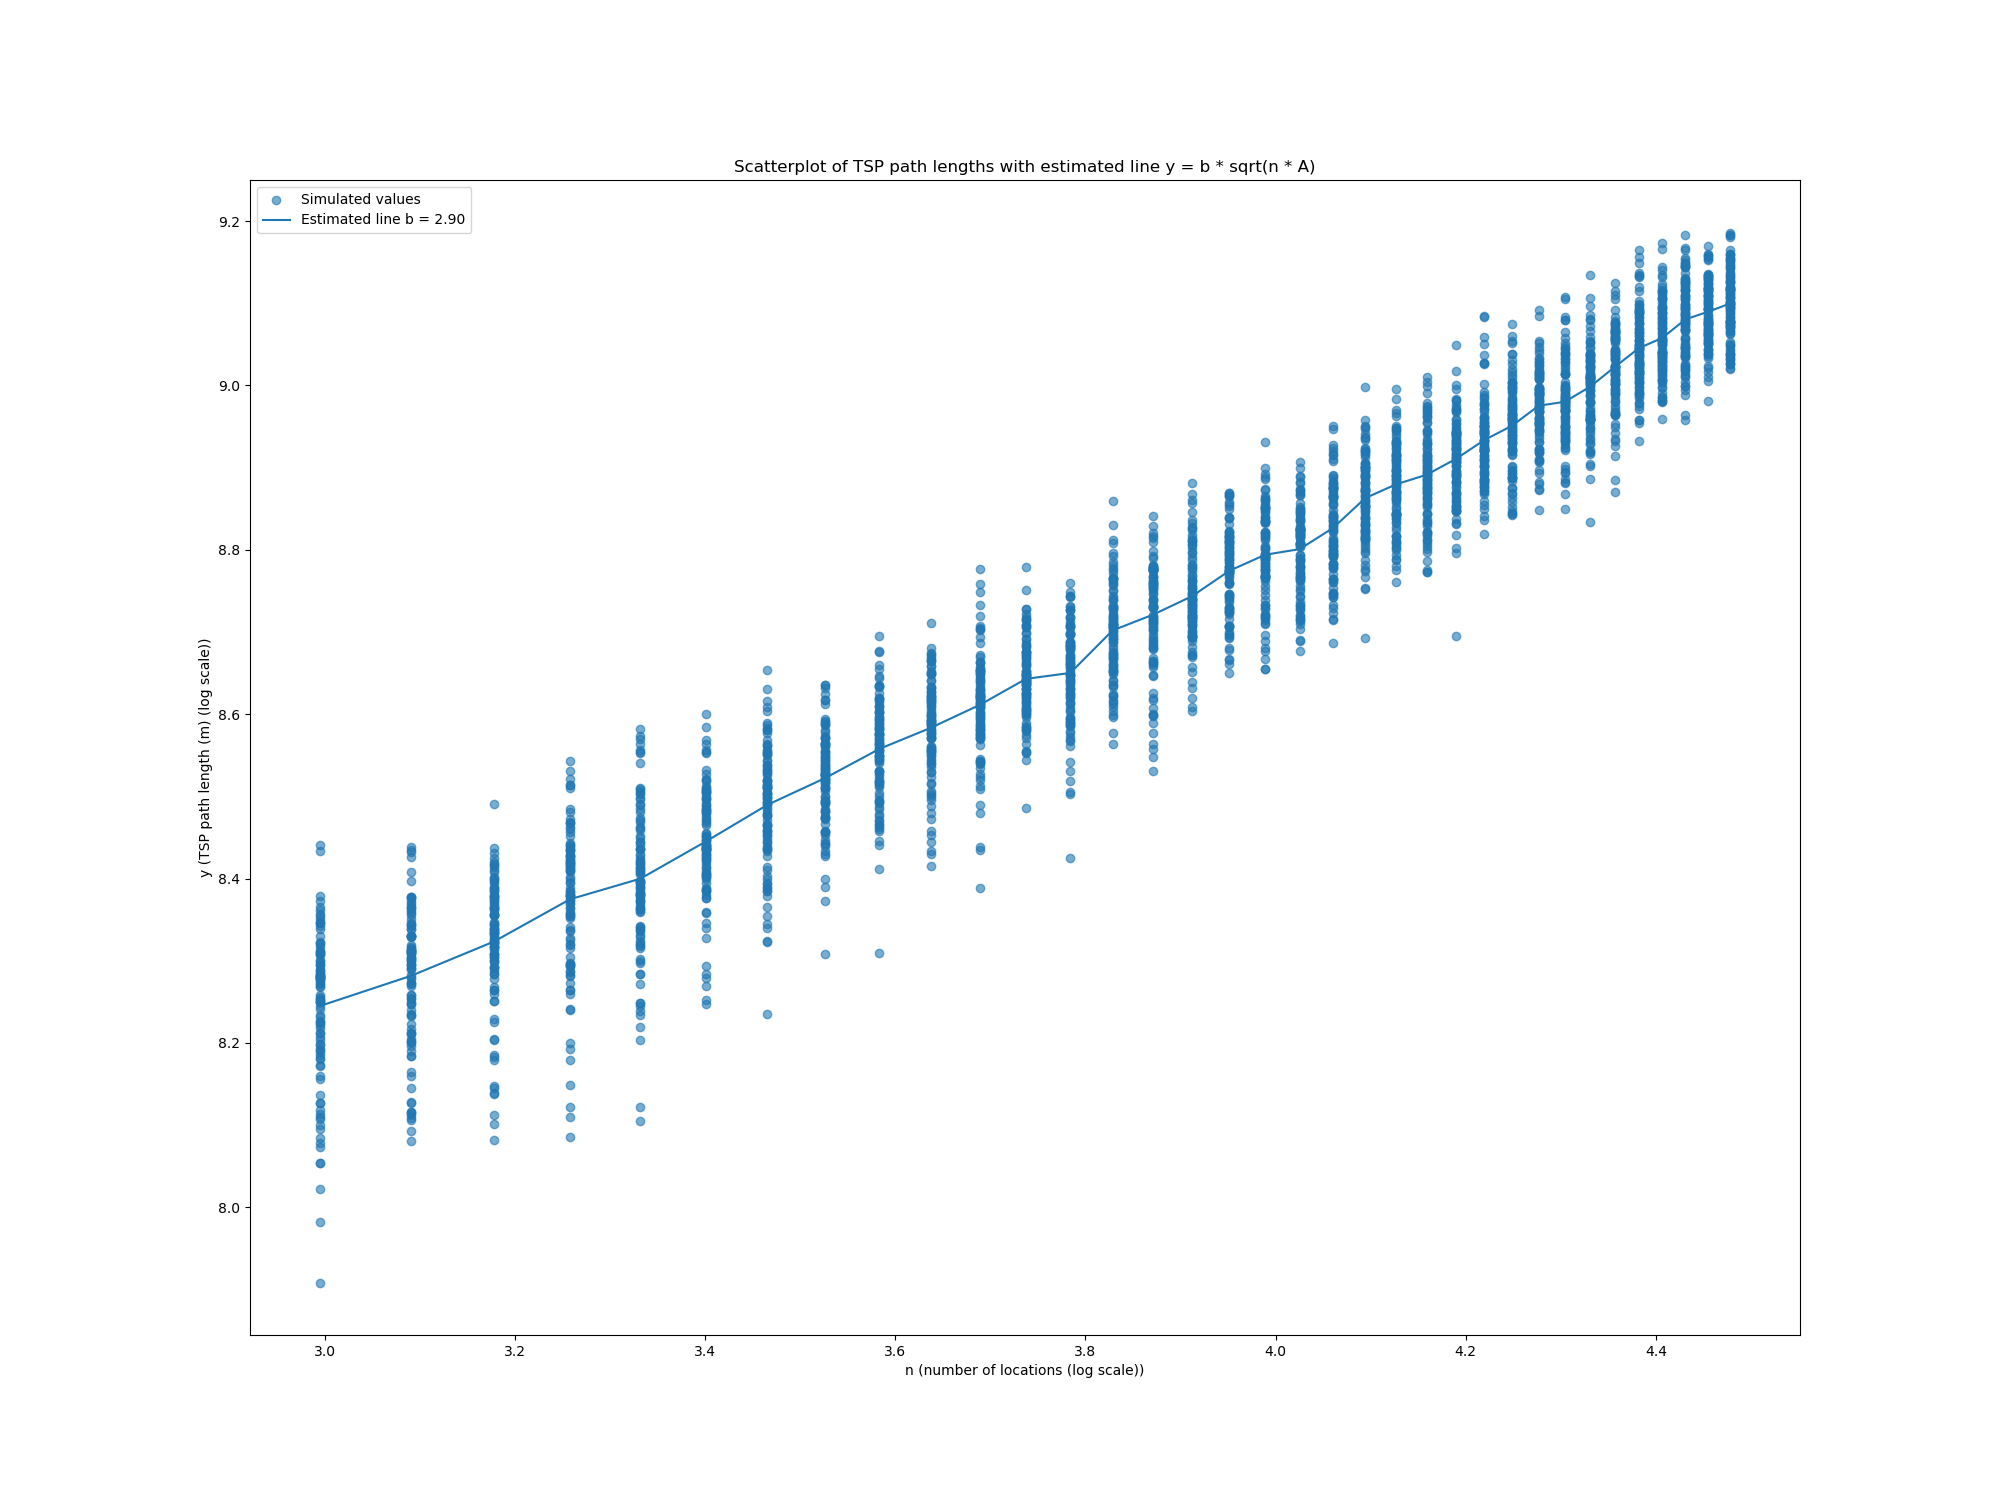 Scatterplot of TSP path lengths with estimated line y = b * sqrt(n * A)
Simulated values
Estimated line b = 2.90
9.2
9.0
8.8
8.6
8.4
8.2
8.0
y (TSP path length (m) (log scale))
3.0 3.2 3.4 3.6 3.8 4.0 4.2 4.4
n (number of locations (log scale))